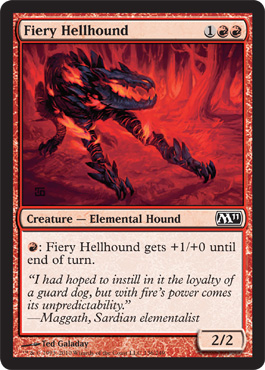 Fiery Hellhound 1
Creature — Elemental Hound M11
: Fiery Hellhound gets +1/+0 until
end of turn.
“I had hoped to instill in it the loyalty of
a guard dog, but with fire’s power comes
its unpredictability.”
—Maggath, Sardian elementalist
2/2
Ted Galaday